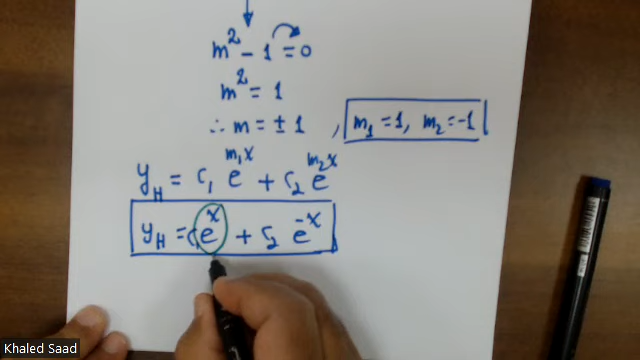 m² - 1 = 0
m² = 1
∴ m = ± 1 , m₁ = 1, m₂ = -1
y_H = c₁ e^{m₁x} + c₂ e^{m₂x}
y_H = c₁ e^x + c₂ e^{-x}
Khaled Saad